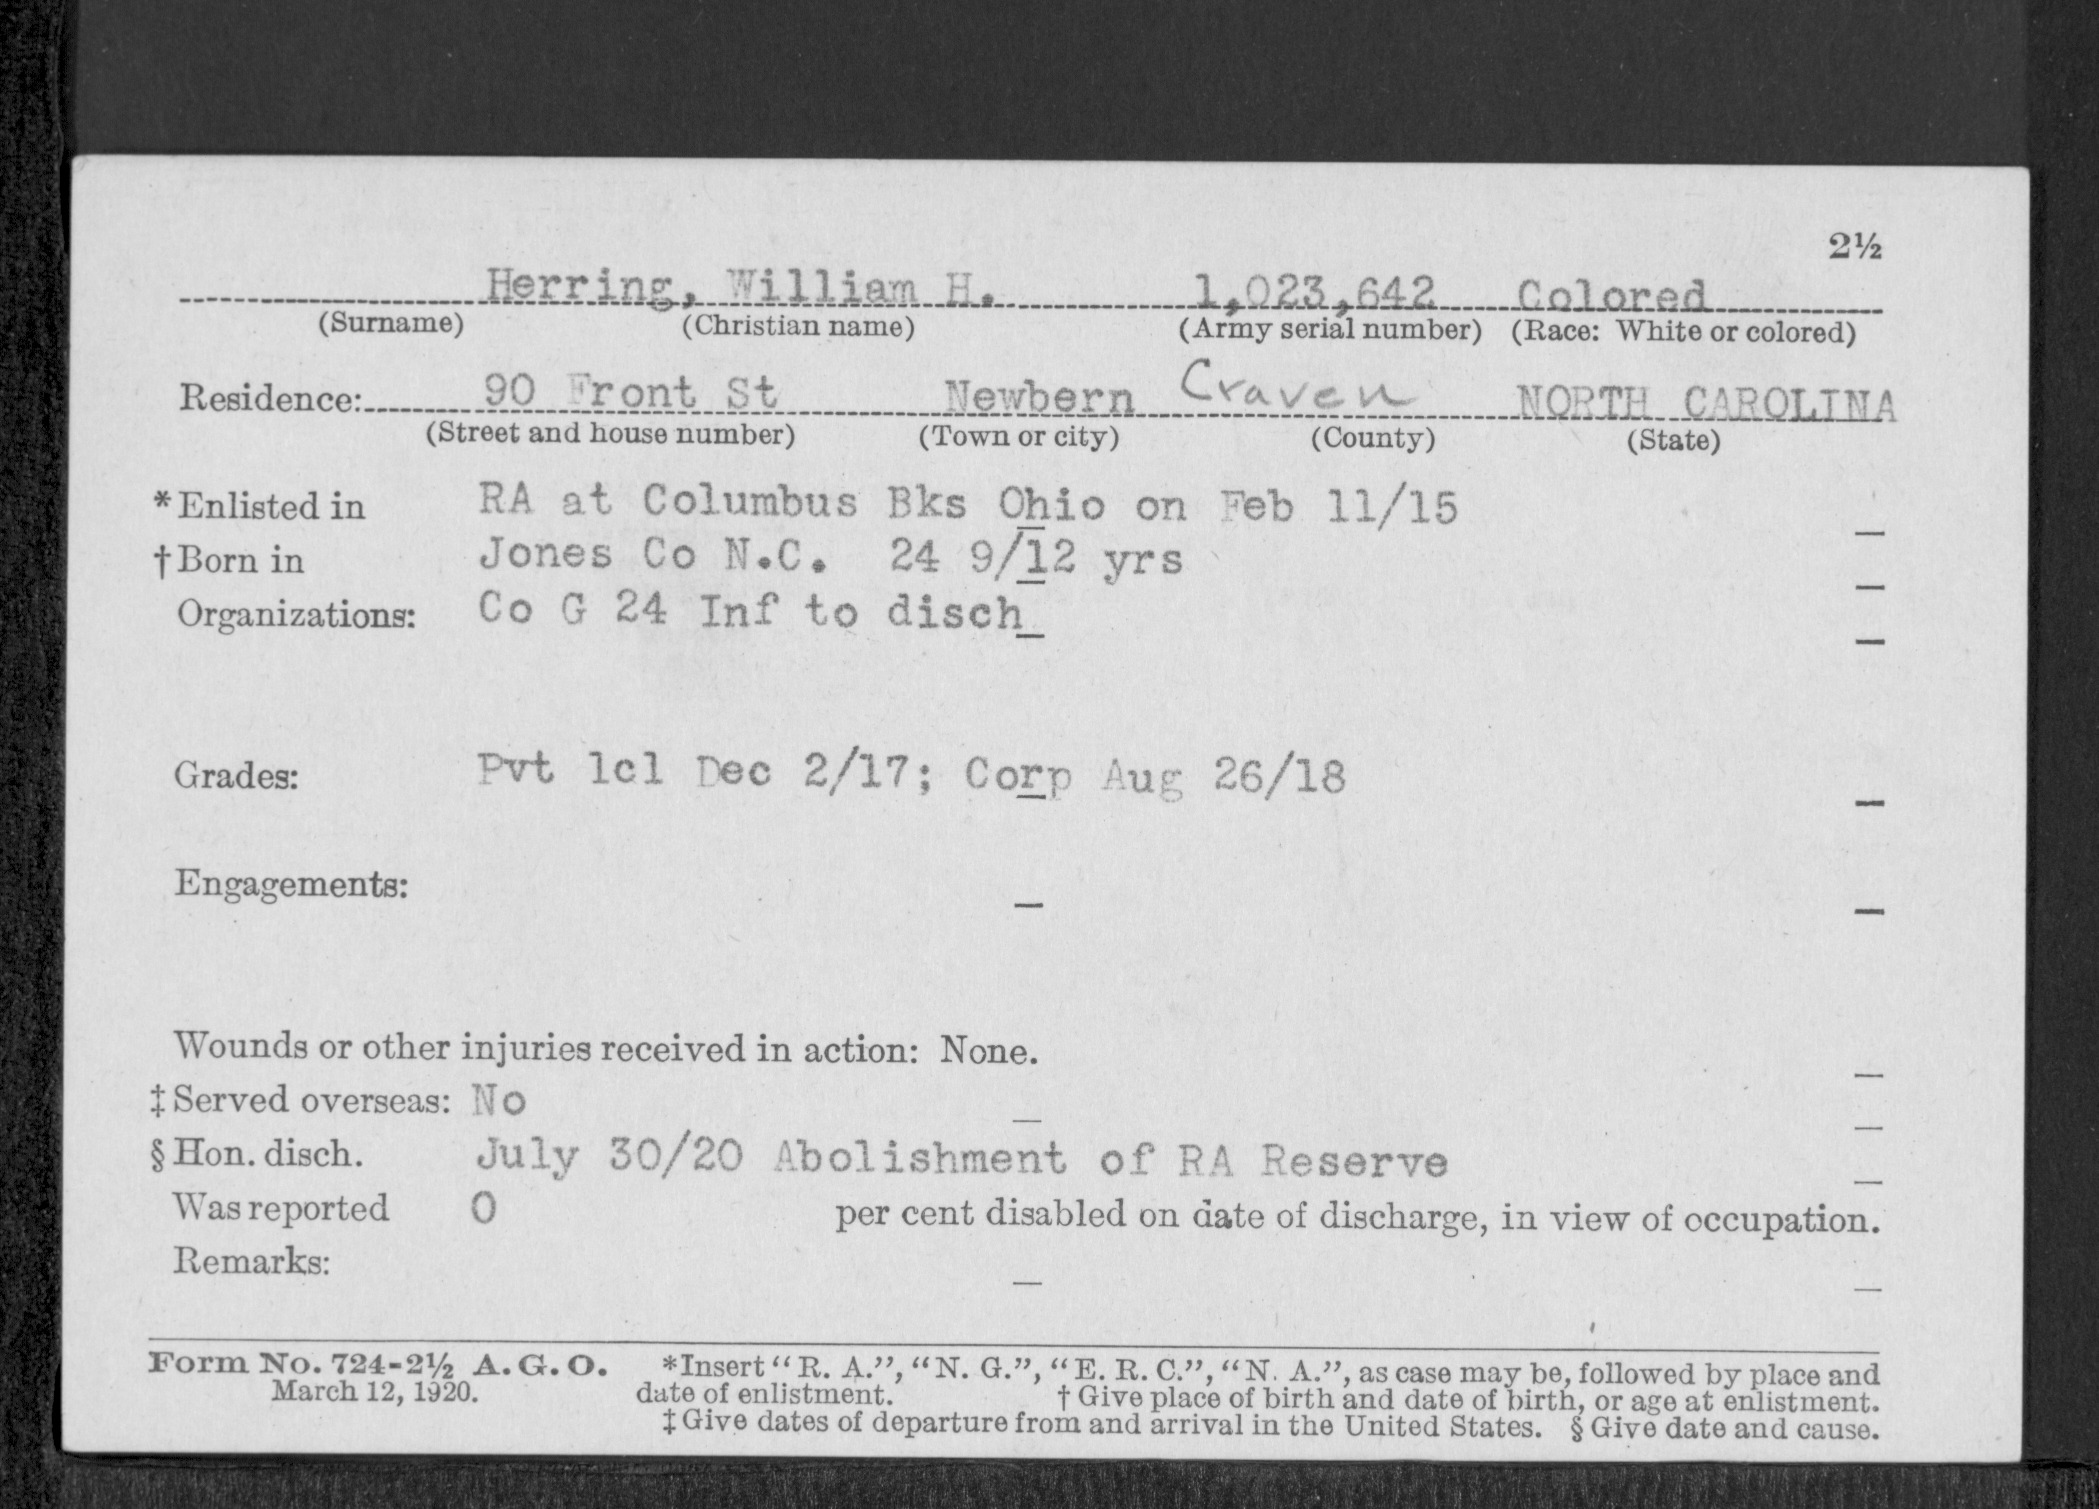 2½
Herring, William H. 1,023,642 Colored
(Surname) (Christian name) (Army serial number) (Race: White or colored)
Residence: 90 Front St Newbern Craven NORTH CAROLINA
(Street and house number) (Town or city) (County) (State)
*Enlisted in RA at Columbus Bks Ohio on Feb 11/15
†Born in Jones Co N.C. 24 9/12 yrs
Organizations: Co G 24 Inf to disch
Grades: Pvt 1cl Dec 2/17; Corp Aug 26/18
Engagements:
Wounds or other injuries received in action: None.
‡Served overseas: No
§Hon. disch. July 30/20 Abolishment of RA Reserve
Was reported 0 per cent disabled on date of discharge, in view of occupation.
Remarks:
Form No. 724-2½ A.G.O. *Insert "R. A.", "N. G.", "E. R. C.", "N. A.", as case may be, followed by place and
March 12, 1920. date of enlistment. †Give place of birth and date of birth, or age at enlistment.
‡Give dates of departure from and arrival in the United States. §Give date and cause.